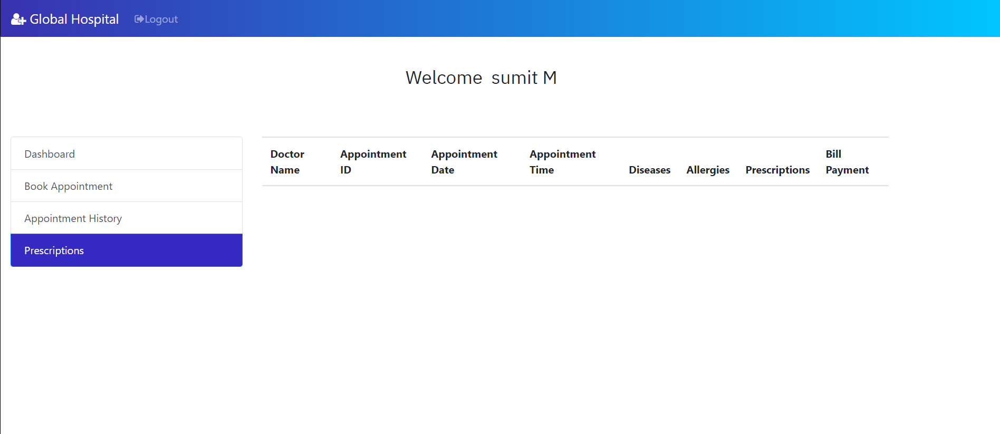 Global Hospital Logout
Welcome sumit M
Dashboard
Book Appointment
Appointment History
Prescriptions
Doctor Name Appointment ID Appointment Date Appointment Time Diseases Allergies Prescriptions Bill Payment